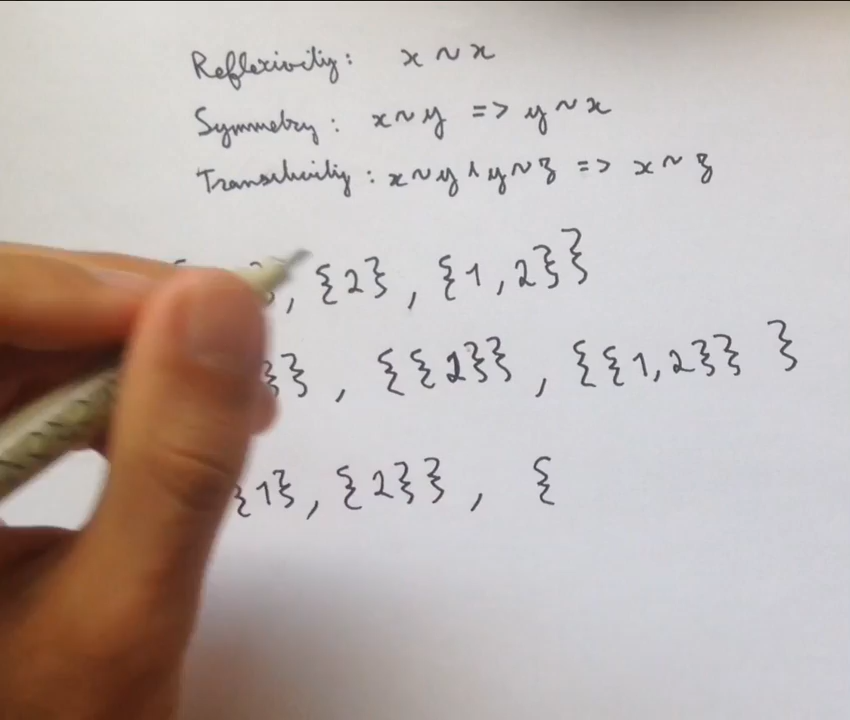 Reflexivity: x ~ x
Symmetry: x ~ y => y ~ x
Transitivity: x ~ y ∧ y ~ z => x ~ z
, {2}, {1, 2}}
}}, {{2}}, {{1, 2}} }
{1}, {2}}, {